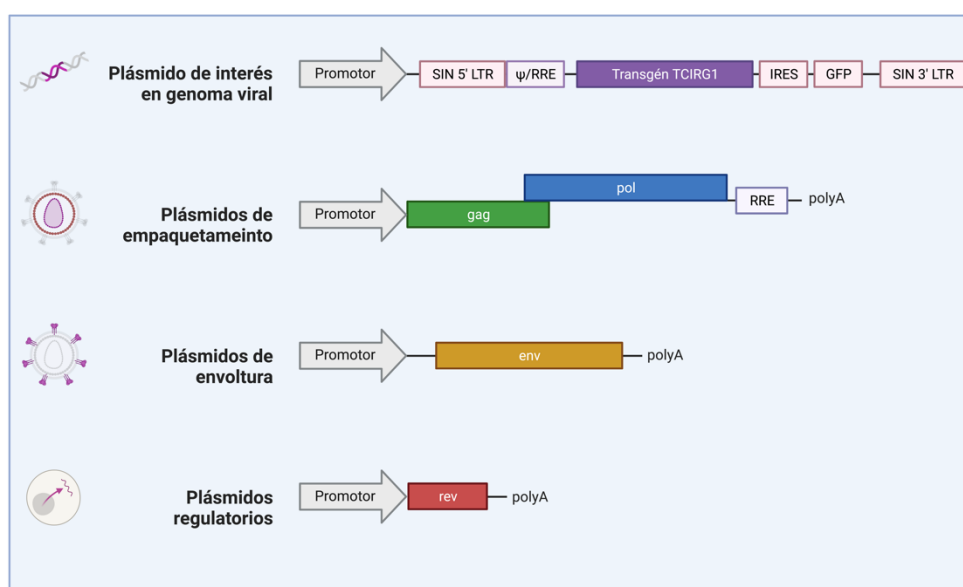 Plásmido de interés
en genoma viral
Promotor SIN 5' LTR ψ/RRE Transgén TCIRG1 IRES GFP SIN 3' LTR
Plásmidos de
empaquetameinto
Promotor gag pol RRE polyA
Plásmidos de
envoltura
Promotor env polyA
Plásmidos
regulatorios
Promotor rev polyA